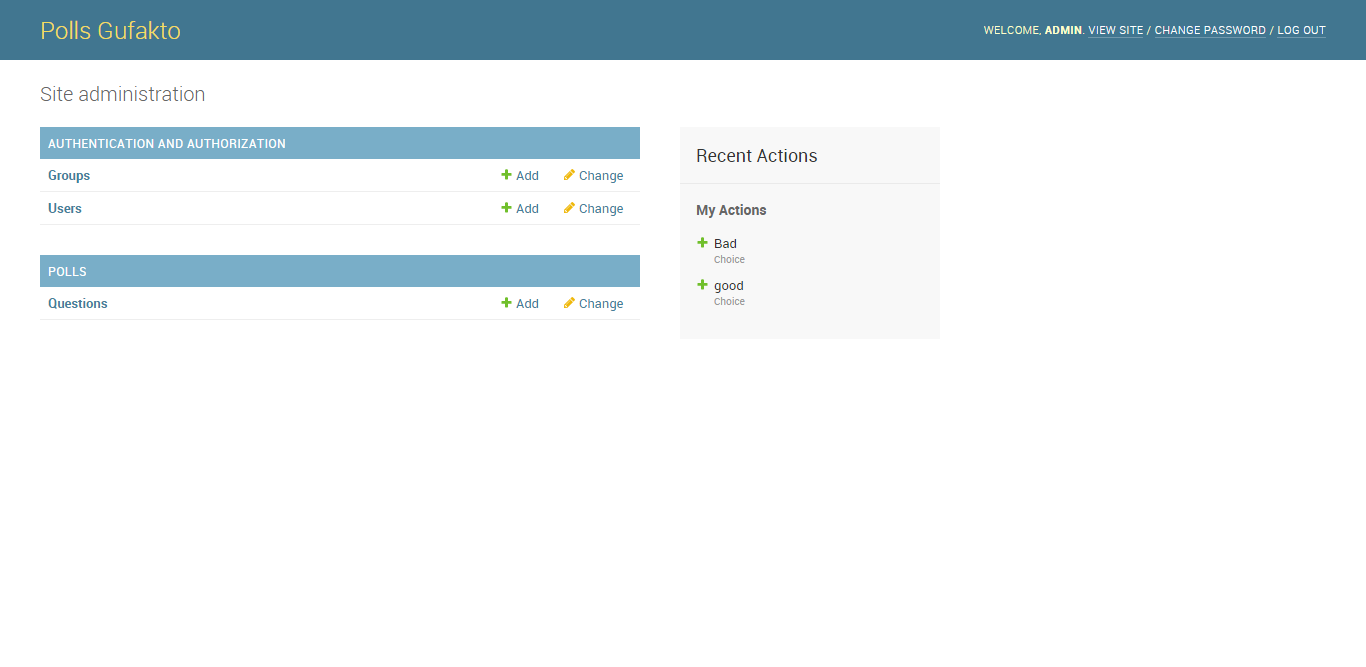 Polls Gufakto
WELCOME, ADMIN. VIEW SITE / CHANGE PASSWORD / LOG OUT
Site administration
AUTHENTICATION AND AUTHORIZATION
Groups Add Change
Users Add Change
POLLS
Questions Add Change
Recent Actions
My Actions
Bad
Choice
good
Choice